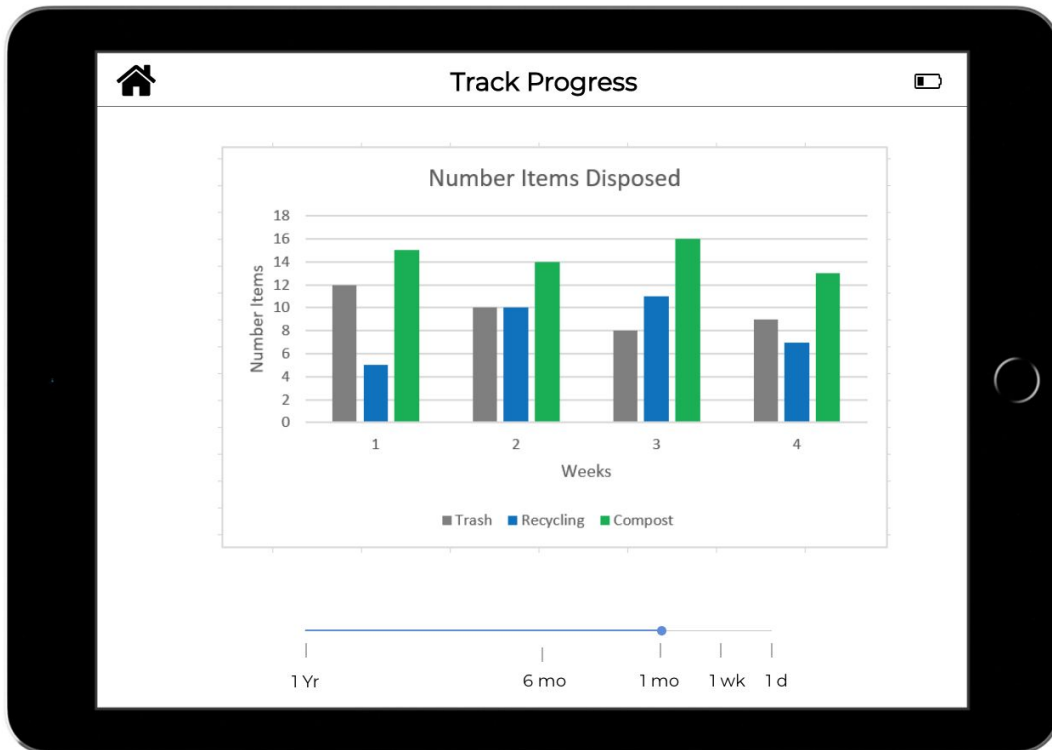 Track Progress
Number Items Disposed
18
16
14
12
10
8
6
4
2
0
Number Items
1 2 3 4
Weeks
Trash Recycling Compost
1 Yr 6 mo 1 mo 1 wk 1 d